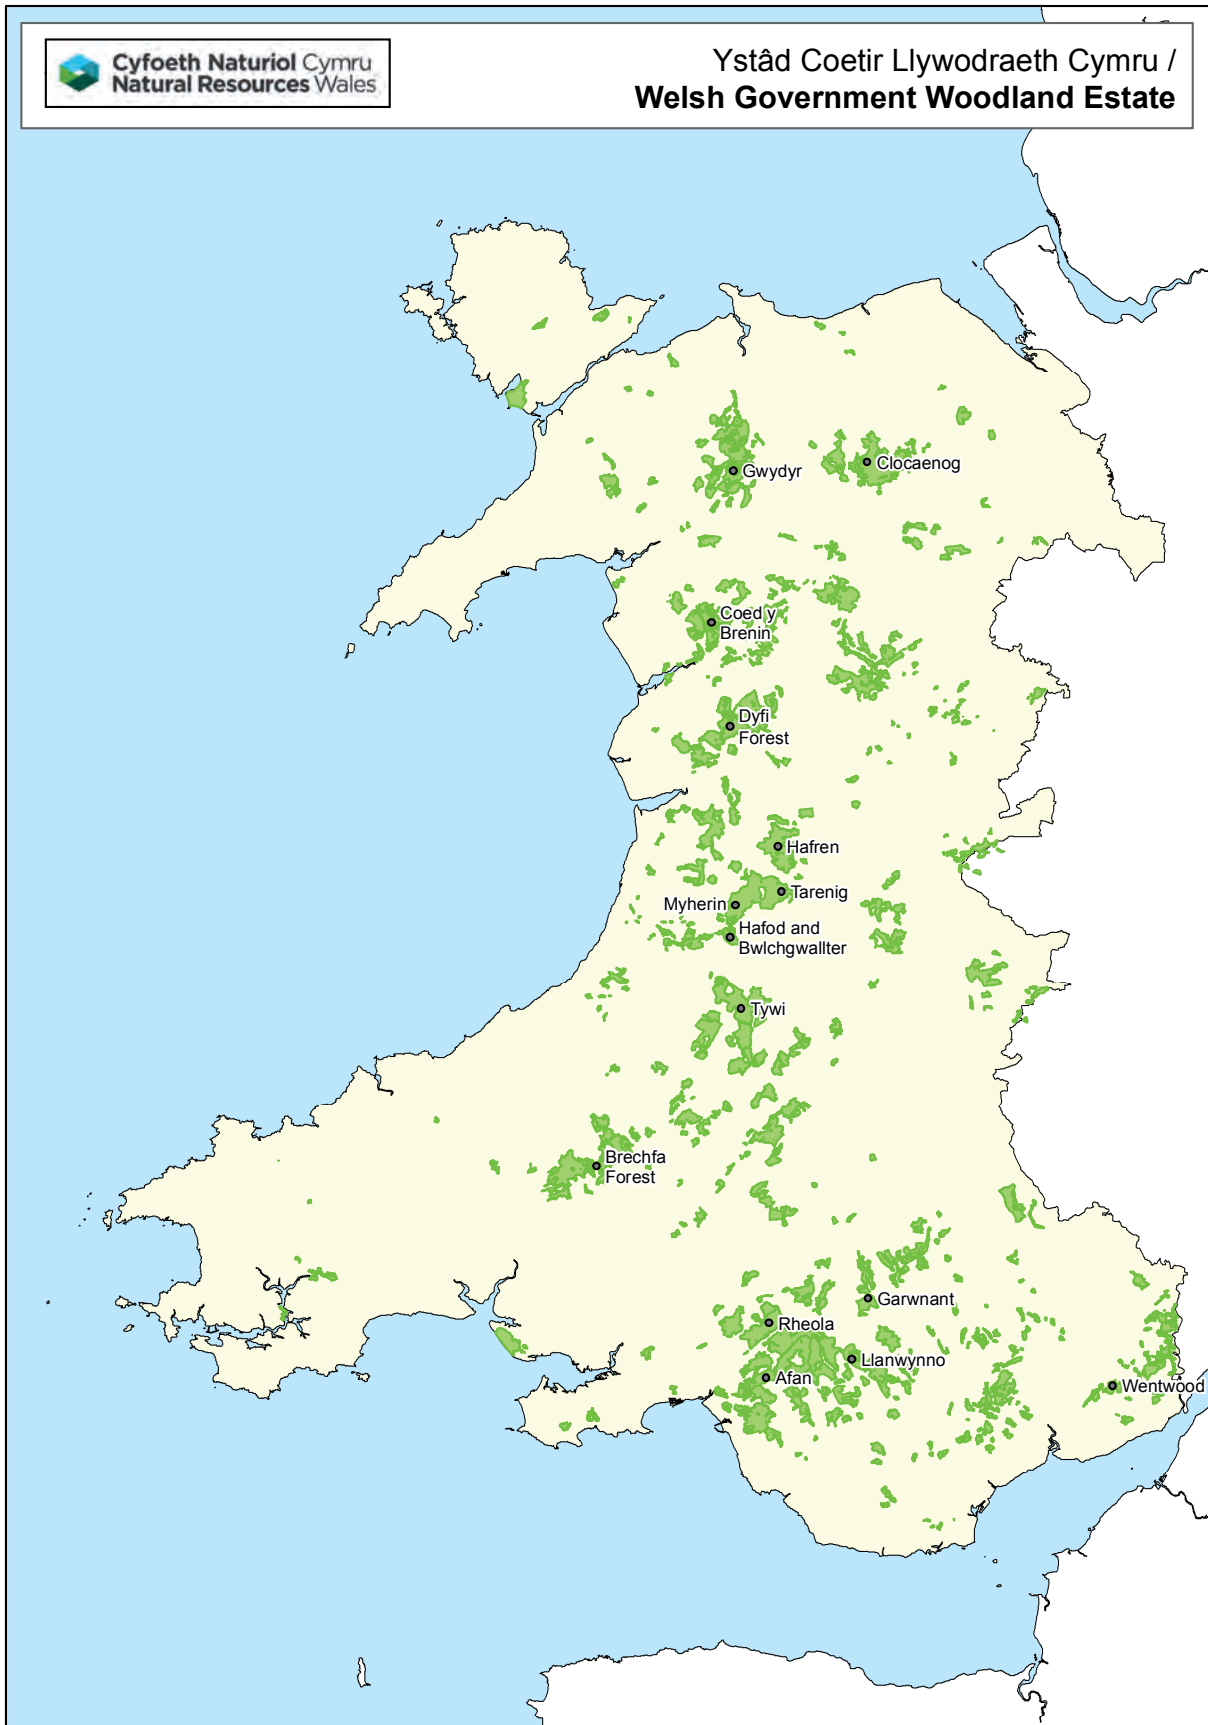 Cyfoeth Naturiol Cymru
Natural Resources Wales
Ystâd Coetir Llywodraeth Cymru /
Welsh Government Woodland Estate
Gwydyr
Clocaenog
Coed y
Brenin
Dyfi
Forest
Hafren
Tarenig
Myherin
Hafod and
Bwlchgwallter
Tywi
Brechfa
Forest
Garwnant
Rheola
Llanwynno
Afan
Wentwood